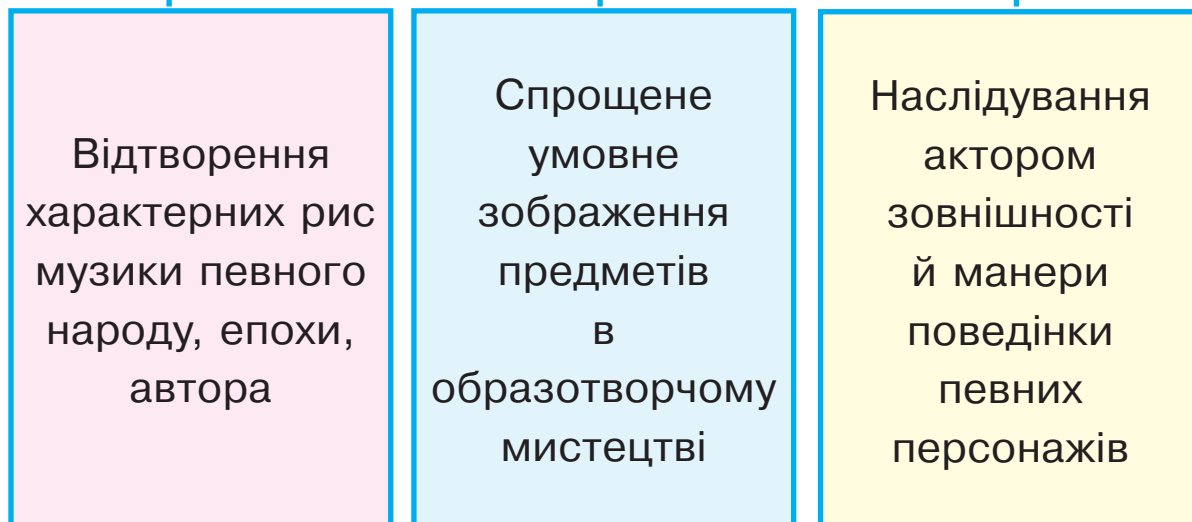 Відтворення
характерних рис
музики певного
народу, епохи,
автора
Спрощене
умовне
зображення
предметів
в
образотворчому
мистецтві
Наслідування
актором
зовнішності
й манери
поведінки
певних
персонажів